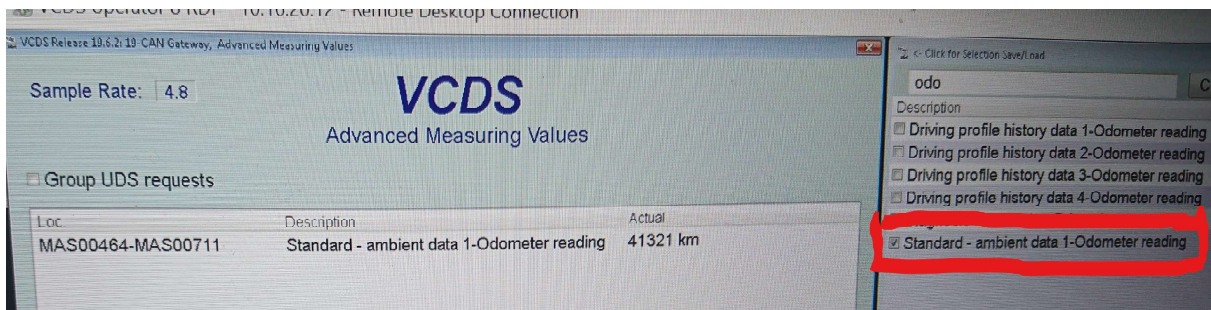 VCDS operator 6 RDP 10.10.20.17 - Remote Desktop Connection
VCDS Release 19.6.2: 19-CAN Gateway, Advanced Measuring Values
Sample Rate: 4.8
VCDS
Advanced Measuring Values
Group UDS requests
Loc. Description Actual
MAS00464-MAS00711 Standard - ambient data 1-Odometer reading 41321 km
<- Click for Selection Save/Load
odo
C
Description
Driving profile history data 1-Odometer reading
Driving profile history data 2-Odometer reading
Driving profile history data 3-Odometer reading
Driving profile history data 4-Odometer reading
Standard - ambient data 1-Odometer reading